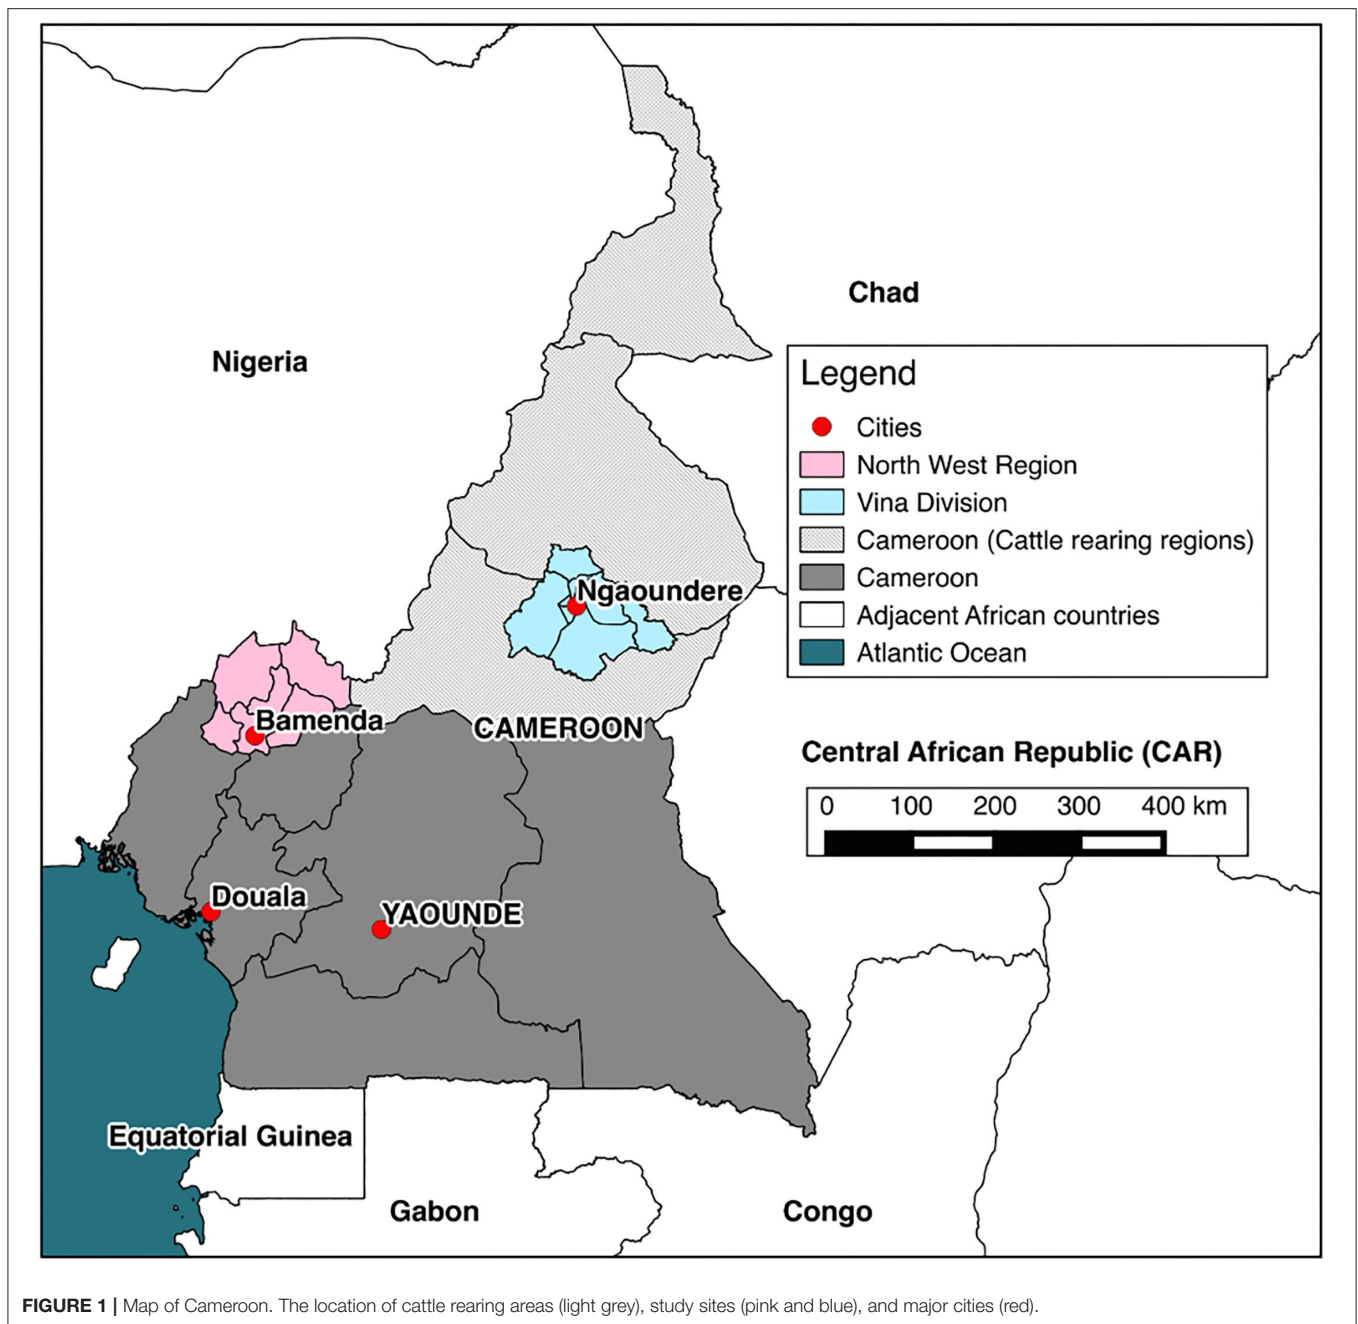 Chad
Nigeria
Legend
Cities
North West Region
Vina Division
Cameroon (Cattle rearing regions)
Cameroon
Adjacent African countries
Atlantic Ocean
Ngaoundere
Bamenda
CAMEROON
Central African Republic (CAR)
0 100 200 300 400 km
Douala
YAOUNDE
Equatorial Guinea
Gabon
Congo
FIGURE 1 | Map of Cameroon. The location of cattle rearing areas (light grey), study sites (pink and blue), and major cities (red).